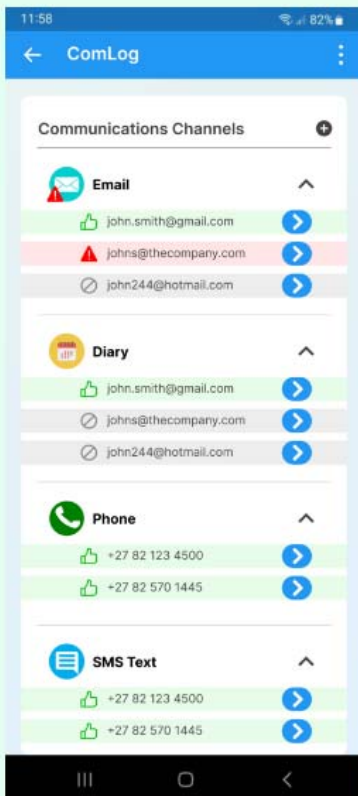 11:58 82%
ComLog
Communications Channels
Email
john.smith@gmail.com
johns@thecompany.com
john244@hotmail.com
Diary
john.smith@gmail.com
johns@thecompany.com
john244@hotmail.com
Phone
+27 82 123 4500
+27 82 570 1445
SMS Text
+27 82 123 4500
+27 82 570 1445